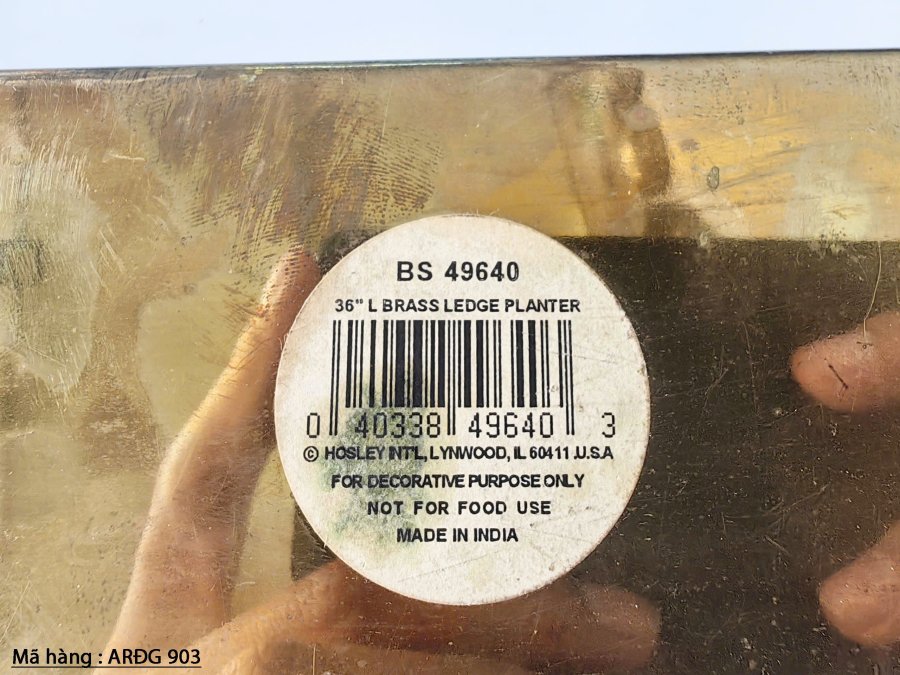 BS 49640
36" L BRASS LEDGE PLANTER
0 40338 49640 3
© HOSLEY INT'L, LYNWOOD, IL 60411 ,U.S.A
FOR DECORATIVE PURPOSE ONLY
NOT FOR FOOD USE
MADE IN INDIA
Mã hàng : ARĐG 903